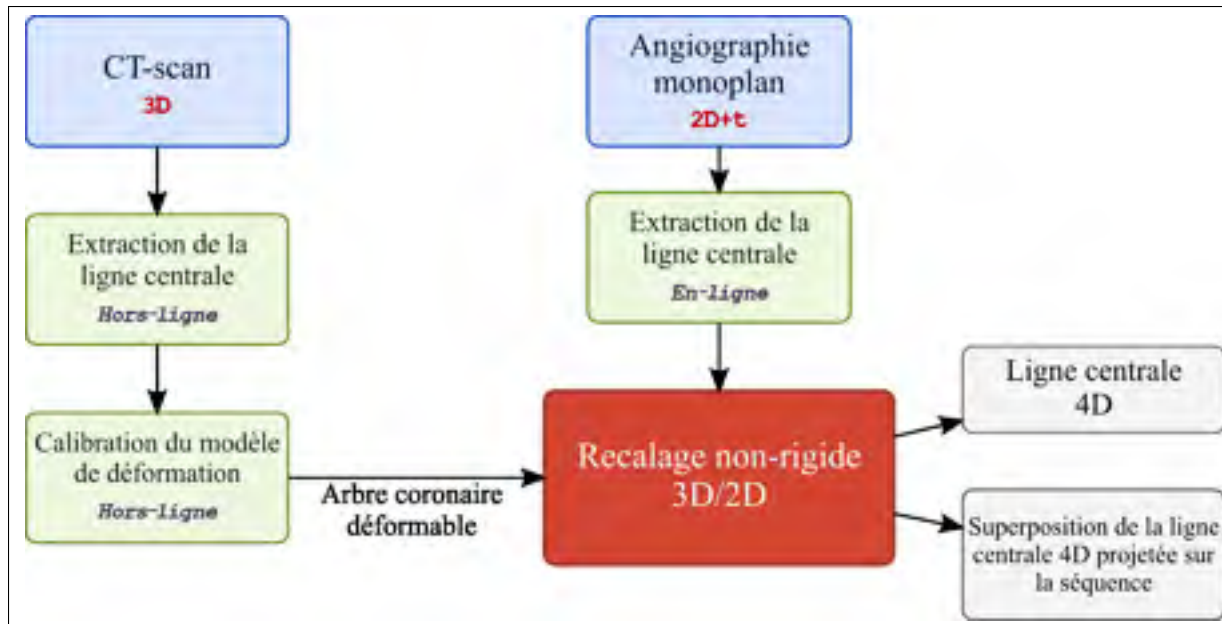 CT-scan
3D
Extraction de la
ligne centrale
Hors-ligne
Calibration du modèle
de déformation
Hors-ligne
Arbre coronaire
déformable
Angiographie
monoplan
2D+t
Extraction de la
ligne centrale
En-ligne
Recalage non-rigide
3D/2D
Ligne centrale
4D
Superposition de la ligne
centrale 4D projetée sur
la séquence